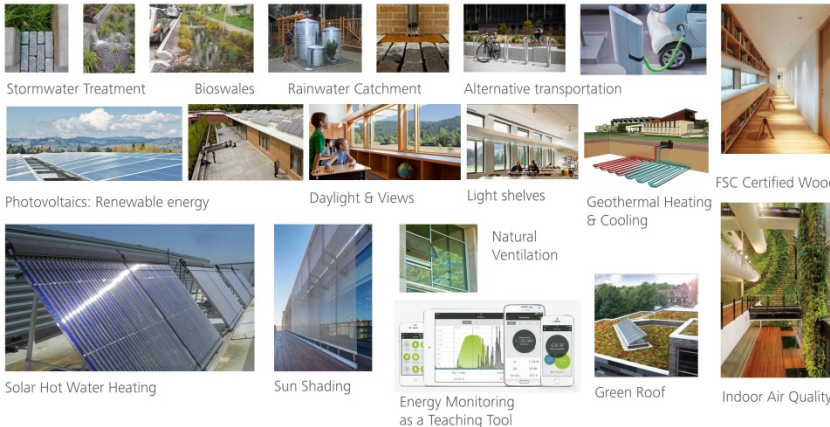 Stormwater Treatment
Bioswales
Rainwater Catchment
Alternative transportation
Photovoltaics: Renewable energy
Daylight & Views
Light shelves
Geothermal Heating
& Cooling
FSC Certified Wood
Natural
Ventilation
Solar Hot Water Heating
Sun Shading
Energy Monitoring
as a Teaching Tool
Green Roof
Indoor Air Quality